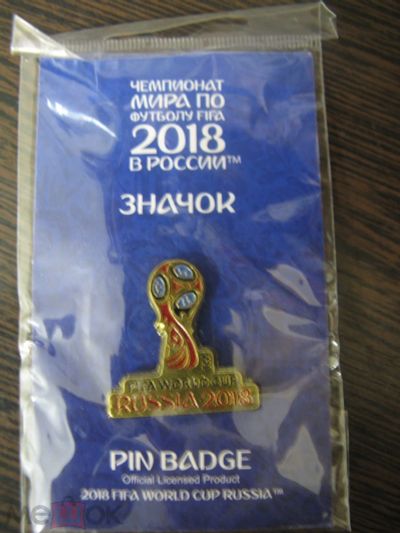 ЧЕМПИОНАТ
МИРА ПО
ФУТБОЛУ FIFA
2018
В РОССИИ™
ЗНАЧОК
FIFA WORLD CUP
RUSSIA 2018
PIN BADGE
Official Licensed Product
2018 FIFA WORLD CUP RUSSIA™
мешок